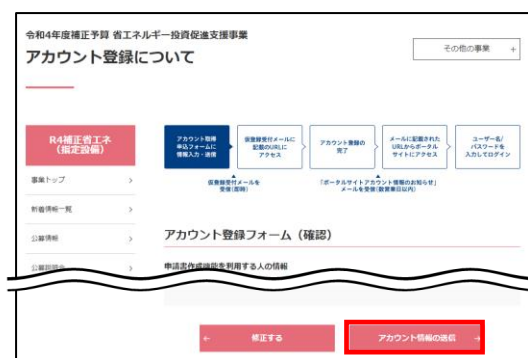 令和4年度補正予算 省エネルギー投資促進支援事業
アカウント登録について
その他の事業 +
R4補正省エネ
（指定設備）
事業トップ
新着情報一覧
公募情報
公募説明会
アカウント取得
申込フォームに
情報入力・送信
仮登録受付メールに
記載のURLに
アクセス
アカウント登録の
完了
メールに記載された
URLからポータル
サイトにアクセス
ユーザー名/
パスワードを
入力してログイン
仮登録受付メールを
受信（即時）
「ポータルサイトアカウント情報のお知らせ」
メールを受信（数営業日以内）
アカウント登録フォーム（確認）
申請書作成機能を利用する人の情報
← 修正する
アカウント情報の送信 →